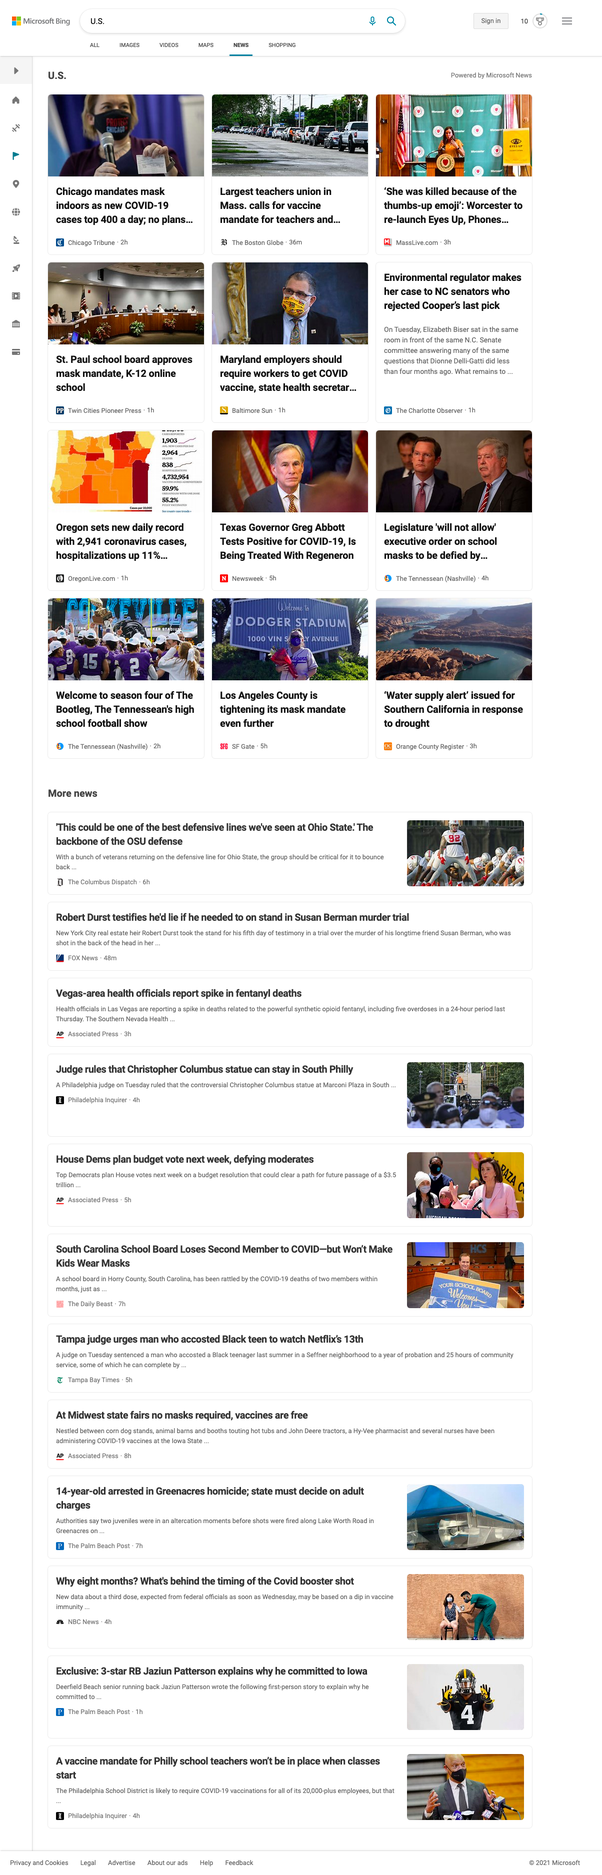 Microsoft Bing
U.S.
Sign in
10
ALL IMAGES VIDEOS MAPS NEWS SHOPPING
U.S.
Powered by Microsoft News
Chicago mandates mask
indoors as new COVID-19
cases top 400 a day; no plans...
Chicago Tribune · 2h
Largest teachers union in
Mass. calls for vaccine
mandate for teachers and...
The Boston Globe · 36m
'She was killed because of the
thumbs-up emoji': Worcester to
re-launch Eyes Up, Phones...
MassLive.com · 3h
St. Paul school board approves
mask mandate, K-12 online
school
Twin Cities Pioneer Press · 1h
Maryland employers should
require workers to get COVID
vaccine, state health secretar...
Baltimore Sun · 1h
Environmental regulator makes
her case to NC senators who
rejected Cooper's last pick
On Tuesday, Elizabeth Biser sat in the same
room in front of the same N.C. Senate
committee answering many of the same
questions that Dionne Delli-Gatti did less
than four months ago. What remains to ...
The Charlotte Observer · 1h
1,903
2,964
838
4,732,954
59.9%
55.2%
Oregon sets new daily record
with 2,941 coronavirus cases,
hospitalizations up 11%...
OregonLive.com · 1h
Texas Governor Greg Abbott
Tests Positive for COVID-19, Is
Being Treated With Regeneron
Newsweek · 5h
Legislature 'will not allow'
executive order on school
masks to be defied by...
The Tennessean (Nashville) · 4h
15
2
Welcome to season four of The
Bootleg, The Tennessean's high
school football show
The Tennessean (Nashville) · 2h
Welcome to
DODGER STADIUM
1000 VIN AVENUE
Los Angeles County is
tightening its mask mandate
even further
SF Gate · 5h
'Water supply alert' issued for
Southern California in response
to drought
Orange County Register · 3h
More news
'This could be one of the best defensive lines we've seen at Ohio State.' The
backbone of the OSU defense
With a bunch of veterans returning on the defensive line for Ohio State, the group should be critical for it to bounce
back ...
The Columbus Dispatch · 6h
92
Robert Durst testifies he'd lie if he needed to on stand in Susan Berman murder trial
New York City real estate heir Robert Durst took the stand for his fifth day of testimony in a trial over the murder of his longtime friend Susan Berman, who was
shot in the back of the head in her ...
FOX News · 48m
Vegas-area health officials report spike in fentanyl deaths
Health officials in Las Vegas are reporting a spike in deaths related to the powerful synthetic opioid fentanyl, including five overdoses in a 24-hour period last
Thursday. The Southern Nevada Health ...
AP Associated Press · 3h
Judge rules that Christopher Columbus statue can stay in South Philly
A Philadelphia judge on Tuesday ruled that the controversial Christopher Columbus statue at Marconi Plaza in South ...
Philadelphia Inquirer · 4h
House Dems plan budget vote next week, defying moderates
Top Democrats plan House votes next week on a budget resolution that could clear a path for future passage of a $3.5
trillion ...
AP Associated Press · 5h
South Carolina School Board Loses Second Member to COVID—but Won't Make
Kids Wear Masks
A school board in Horry County, South Carolina, has been rattled by the COVID-19 deaths of two members within
months, just as ...
The Daily Beast · 7h
HCS
Welcomes
You!
Tampa judge urges man who accosted Black teen to watch Netflix's 13th
A judge on Tuesday sentenced a man who accosted a Black teenager last summer in a Seffner neighborhood to a year of probation and 25 hours of community
service, some of which he can complete by ...
Tampa Bay Times · 5h
At Midwest state fairs no masks required, vaccines are free
Nestled between corn dog stands, animal barns and booths touting hot tubs and John Deere tractors, a Hy-Vee pharmacist and several nurses have been
administering COVID-19 vaccines at the Iowa State ...
AP Associated Press · 8h
14-year-old arrested in Greenacres homicide; state must decide on adult
charges
Authorities say two juveniles were in an altercation moments before shots were fired along Lake Worth Road in
Greenacres on ...
The Palm Beach Post · 7h
Why eight months? What's behind the timing of the Covid booster shot
New data about a third dose, expected from federal officials as soon as Wednesday, may be based on a dip in vaccine
immunity ...
NBC News · 4h
Exclusive: 3-star RB Jaziun Patterson explains why he committed to Iowa
Deerfield Beach senior running back Jaziun Patterson wrote the following first-person story to explain why he
committed to ...
The Palm Beach Post · 1h
4
A vaccine mandate for Philly school teachers won't be in place when classes
start
The Philadelphia School District is likely to require COVID-19 vaccinations for all of its 20,000-plus employees, but that
...
Philadelphia Inquirer · 4h
Privacy and Cookies Legal Advertise About our ads Help Feedback
© 2021 Microsoft